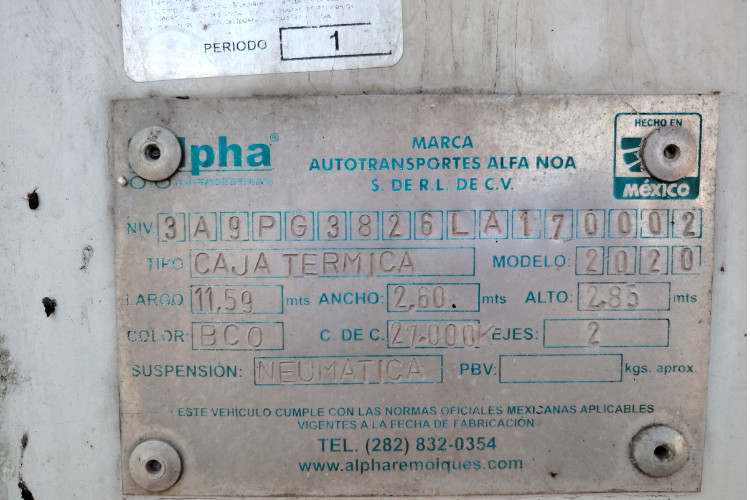 PERIODO 1
alpha®
MARCA
AUTOTRANSPORTES ALFA NOA
S. DE R.L. DE C.V.
HECHO EN
MÉXICO
NIV: 3A9PG3826LA170002
TIPO CAJA TERMICA MODELO: 2020
LARGO 11.59 mts ANCHO: 2.60 mts ALTO: 2.85 mts
COLOR: BCO C. DE C. 27.000K EJES: 2
SUSPENSIÓN: NEUMATICA PBV: kgs. aprox.
ESTE VEHICULO CUMPLE CON LAS NORMAS OFICIALES MEXICANAS APLICABLES
VIGENTES A LA FECHA DE FABRICACIÓN
TEL. (282) 832-0354
www.alpharemolques.com